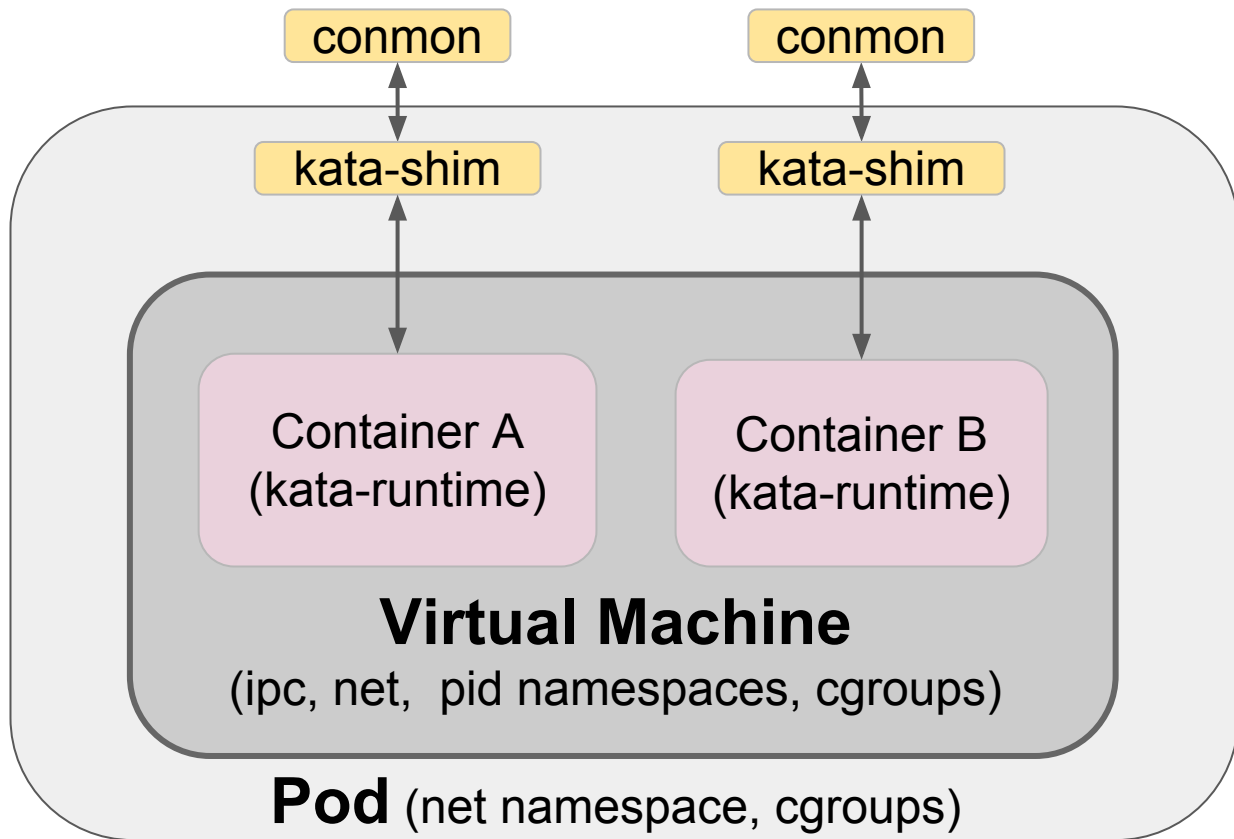 conmon
conmon
kata-shim
kata-shim
Container A
(kata-runtime)
Container B
(kata-runtime)
Virtual Machine
(ipc, net, pid namespaces, cgroups)
Pod (net namespace, cgroups)